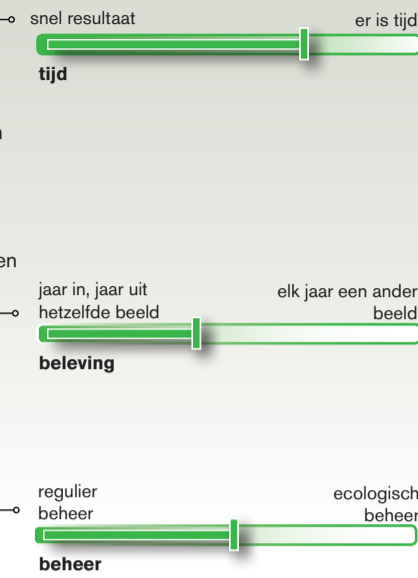 snel resultaat er is tijd
tijd
jaar in, jaar uit elk jaar een ander
hetzelfde beeld beeld
beleving
regulier ecologisch
beheer beheer
beheer